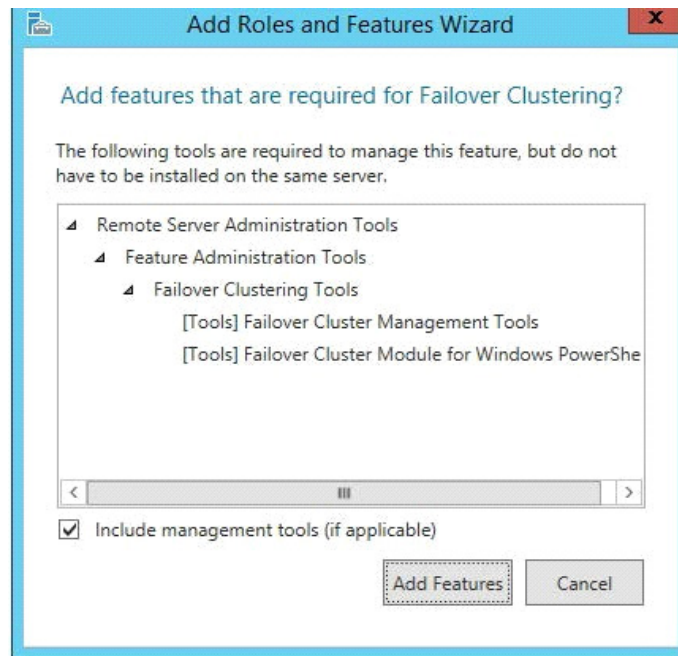 Add Roles and Features Wizard
x
Add features that are required for Failover Clustering?
The following tools are required to manage this feature, but do not
have to be installed on the same server.
Remote Server Administration Tools
Feature Administration Tools
Failover Clustering Tools
[Tools] Failover Cluster Management Tools
[Tools] Failover Cluster Module for Windows PowerShe
Include management tools (if applicable)
Add Features Cancel